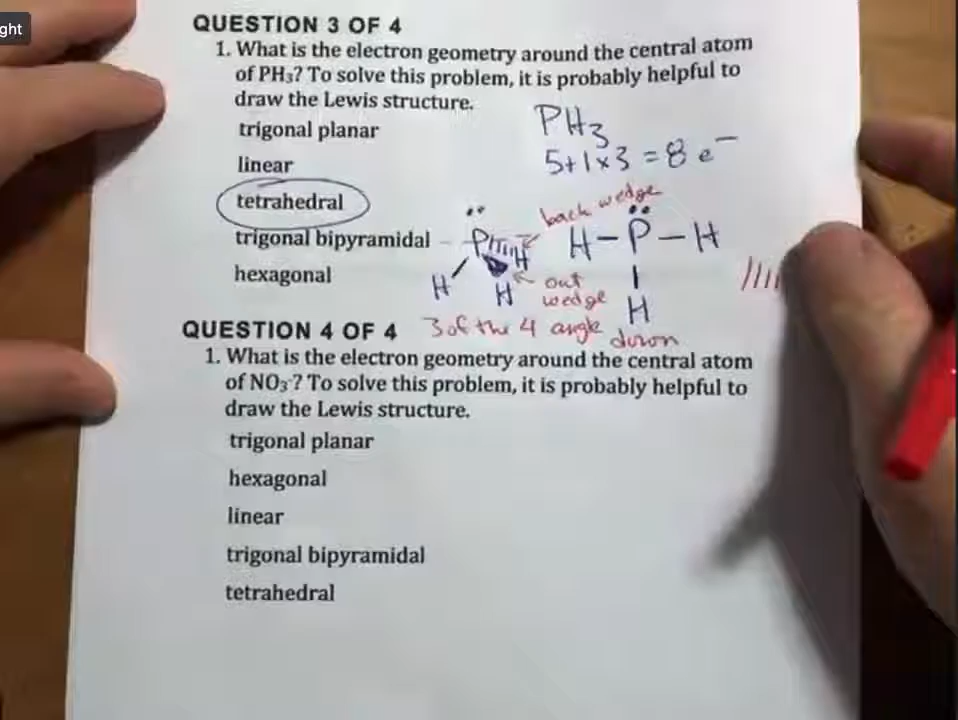 ght
QUESTION 3 OF 4
1. What is the electron geometry around the central atom
of PH₃? To solve this problem, it is probably helpful to
draw the Lewis structure.
trigonal planar
linear
tetrahedral
trigonal bipyramidal
hexagonal
PH₃
5+1×3 = 8 e⁻
back wedge
H-P-H
H
P H
H
H
out
wedge
3 of the 4 angle down
QUESTION 4 OF 4
1. What is the electron geometry around the central atom
of NO₃⁻? To solve this problem, it is probably helpful to
draw the Lewis structure.
trigonal planar
hexagonal
linear
trigonal bipyramidal
tetrahedral